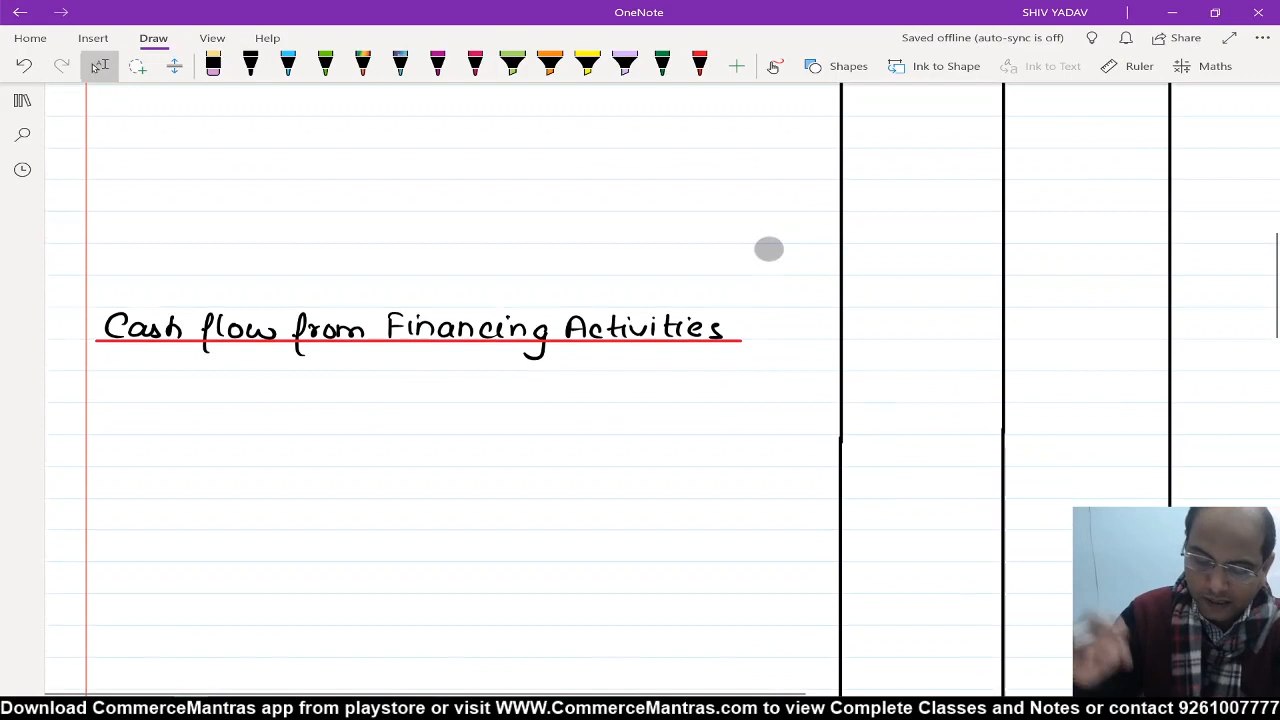 OneNote
SHIV YADAV
Home Insert Draw View Help
Saved offline (auto-sync is off)
Share
Shapes
Ink to Shape
Ink to Text
Ruler
Maths
Cash flow from Financing Activities
Download CommerceMantras app from playstore or visit WWW.CommerceMantras.com to view Complete Classes and Notes or contact 9261007777